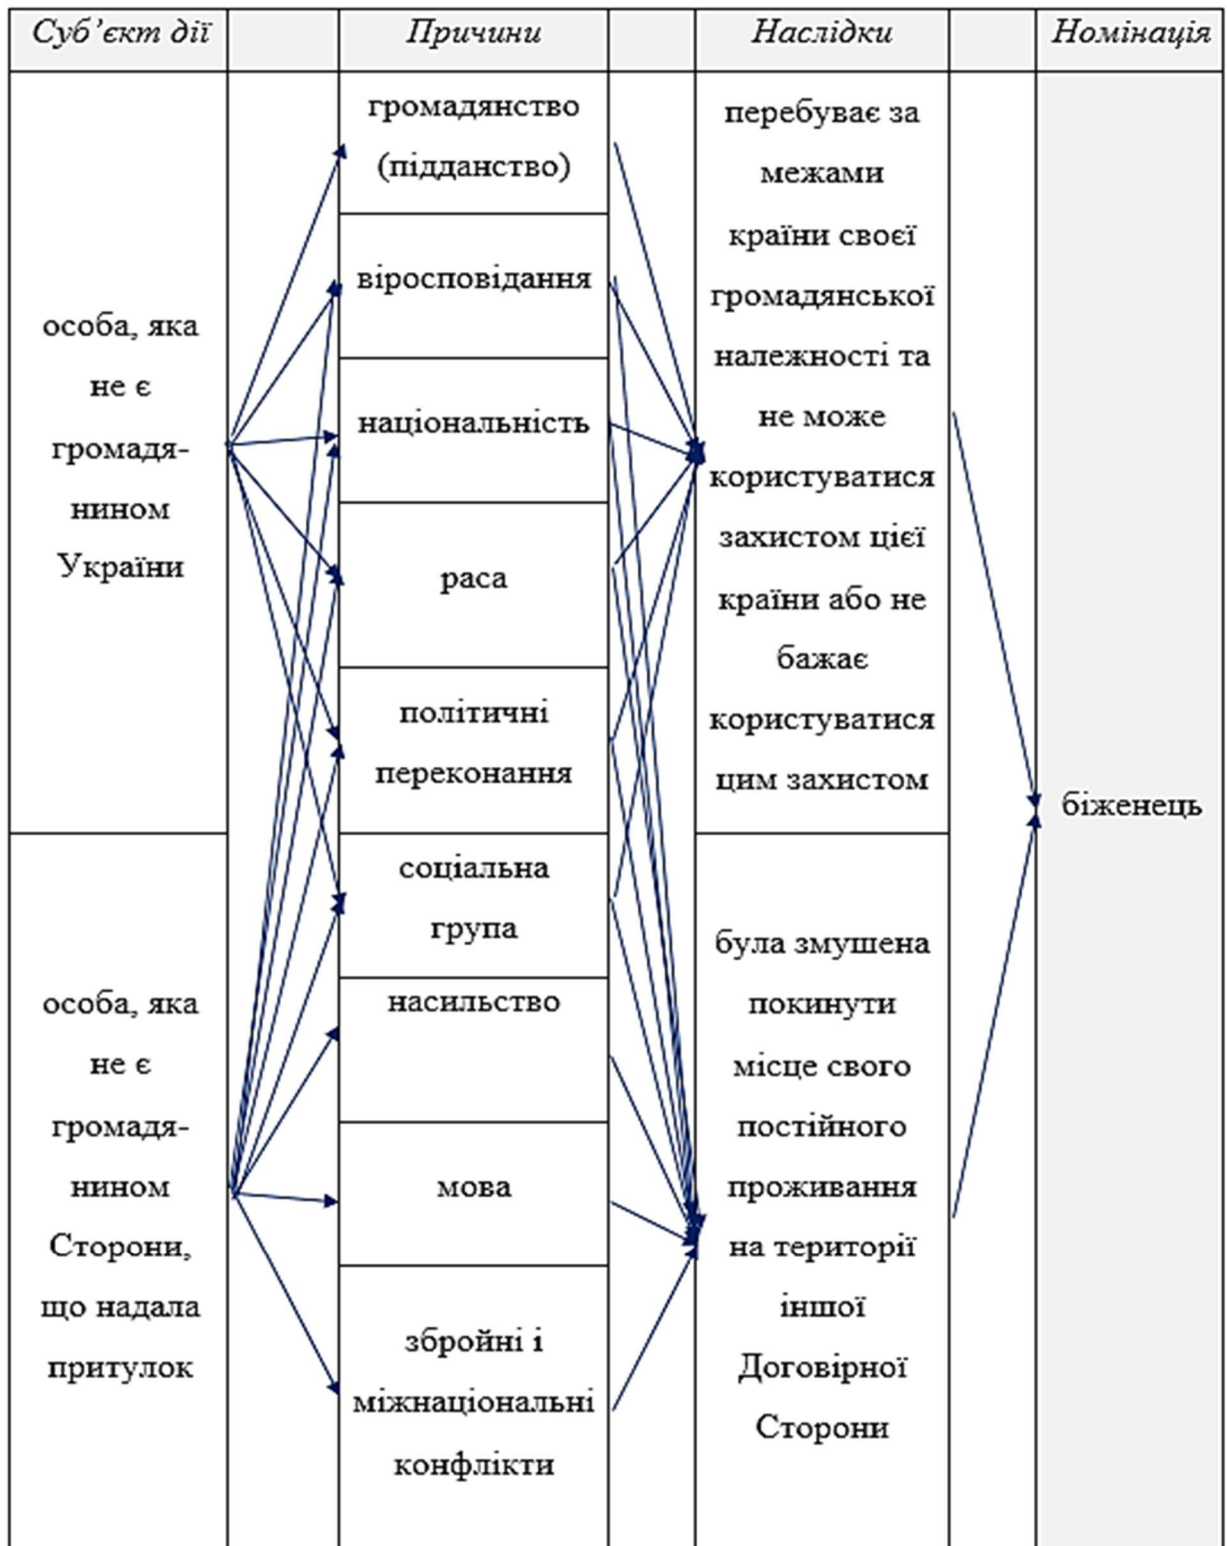 Суб’єкт дії
Причини
Наслідки
Номінація
особа, яка
не є
громадя-
нином
України
особа, яка
не є
громадя-
нином
Сторони,
що надала
притулок
громадянство
(підданство)
віросповідання
національність
раса
політичні
переконання
соціальна
група
насильство
мова
збройні і
міжнаціональні
конфлікти
перебуває за
межами
країни своєї
громадянської
належності та
не може
користуватися
захистом цієї
країни або не
бажає
користуватися
цим захистом
була змушена
покинути
місце свого
постійного
проживання
на території
іншої
Договірної
Сторони
біженець